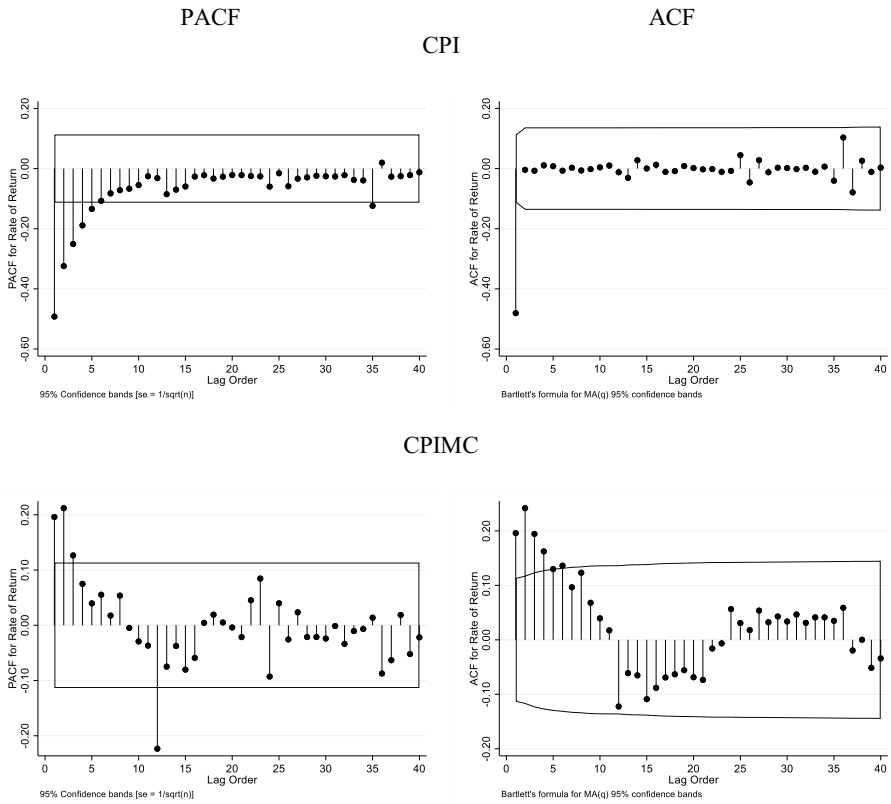 PACF ACF
CPI
PACF for Rate of Return
0.20
0.00
-0.20
-0.40
-0.60
0 5 10 15 20 25 30 35 40
Lag Order
95% Confidence bands [se = 1/sqrt(n)]
ACF for Rate of Return
0.20
0.00
-0.20
-0.40
-0.60
0 5 10 15 20 25 30 35 40
Lag Order
Bartlett's formula for MA(q) 95% confidence bands
CPIMC
PACF for Rate of Return
0.20
0.10
0.00
-0.10
-0.20
0 5 10 15 20 25 30 35 40
Lag Order
95% Confidence bands [se = 1/sqrt(n)]
ACF for Rate of Return
0.20
0.10
0.00
-0.10
-0.20
0 5 10 15 20 25 30 35 40
Lag Order
Bartlett's formula for MA(q) 95% confidence bands